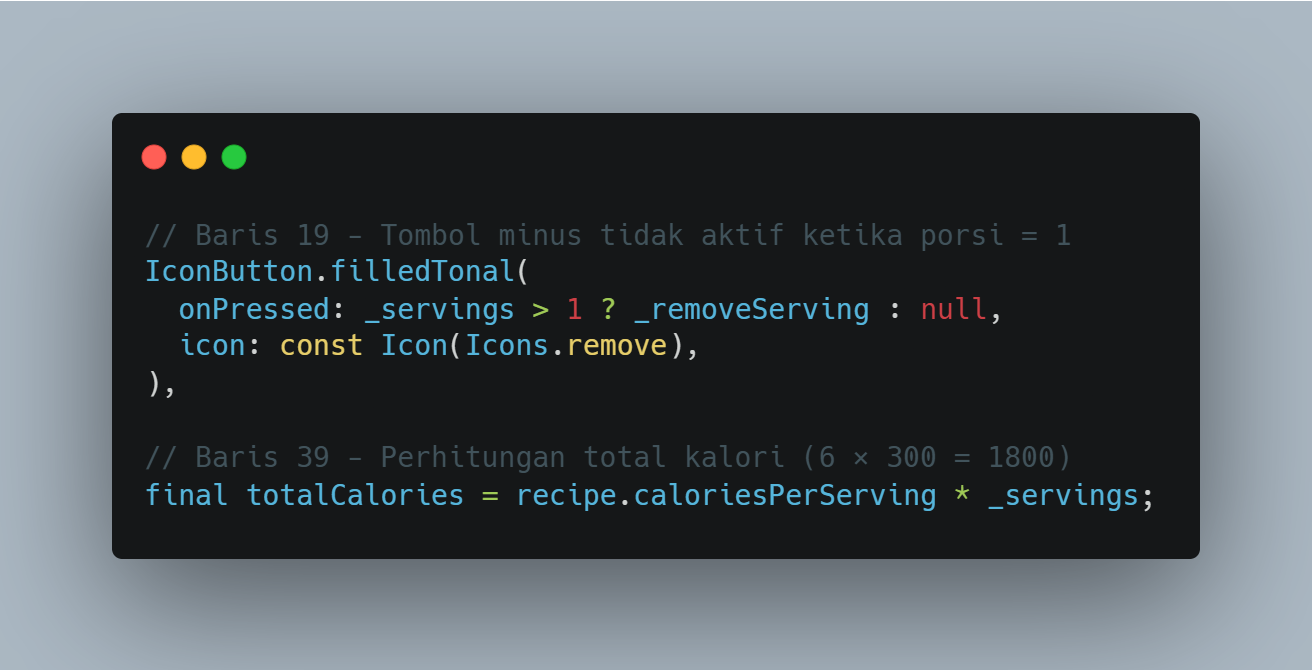 // Baris 19 - Tombol minus tidak aktif ketika porsi = 1
IconButton.filledTonal(
  onPressed: _servings > 1 ? _removeServing : null,
  icon: const Icon(Icons.remove),
),

// Baris 39 - Perhitungan total kalori (6 × 300 = 1800)
final totalCalories = recipe.caloriesPerServing * _servings;